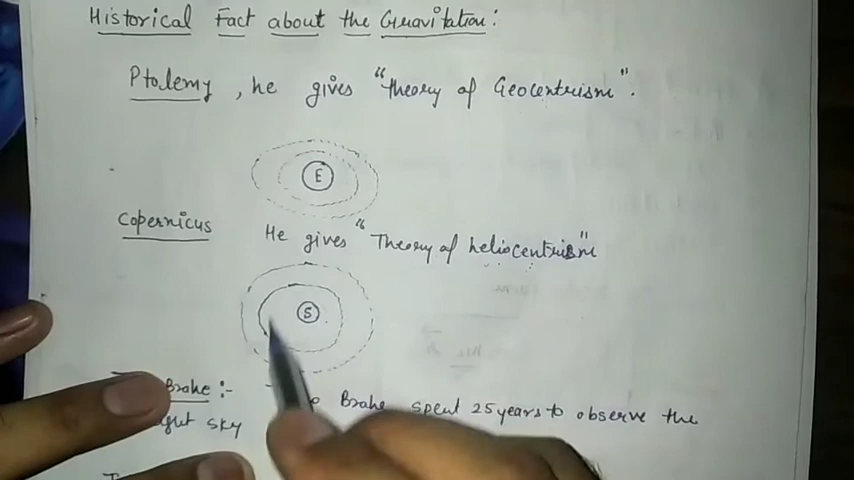 Historical Fact about the Gravitation:
Ptolemy, he gives "Theory of Geocentrism".
E
Copernicus He gives "Theory of heliocentrism"
S
Brahe :- Brahe spent 25 years to observe the
sky